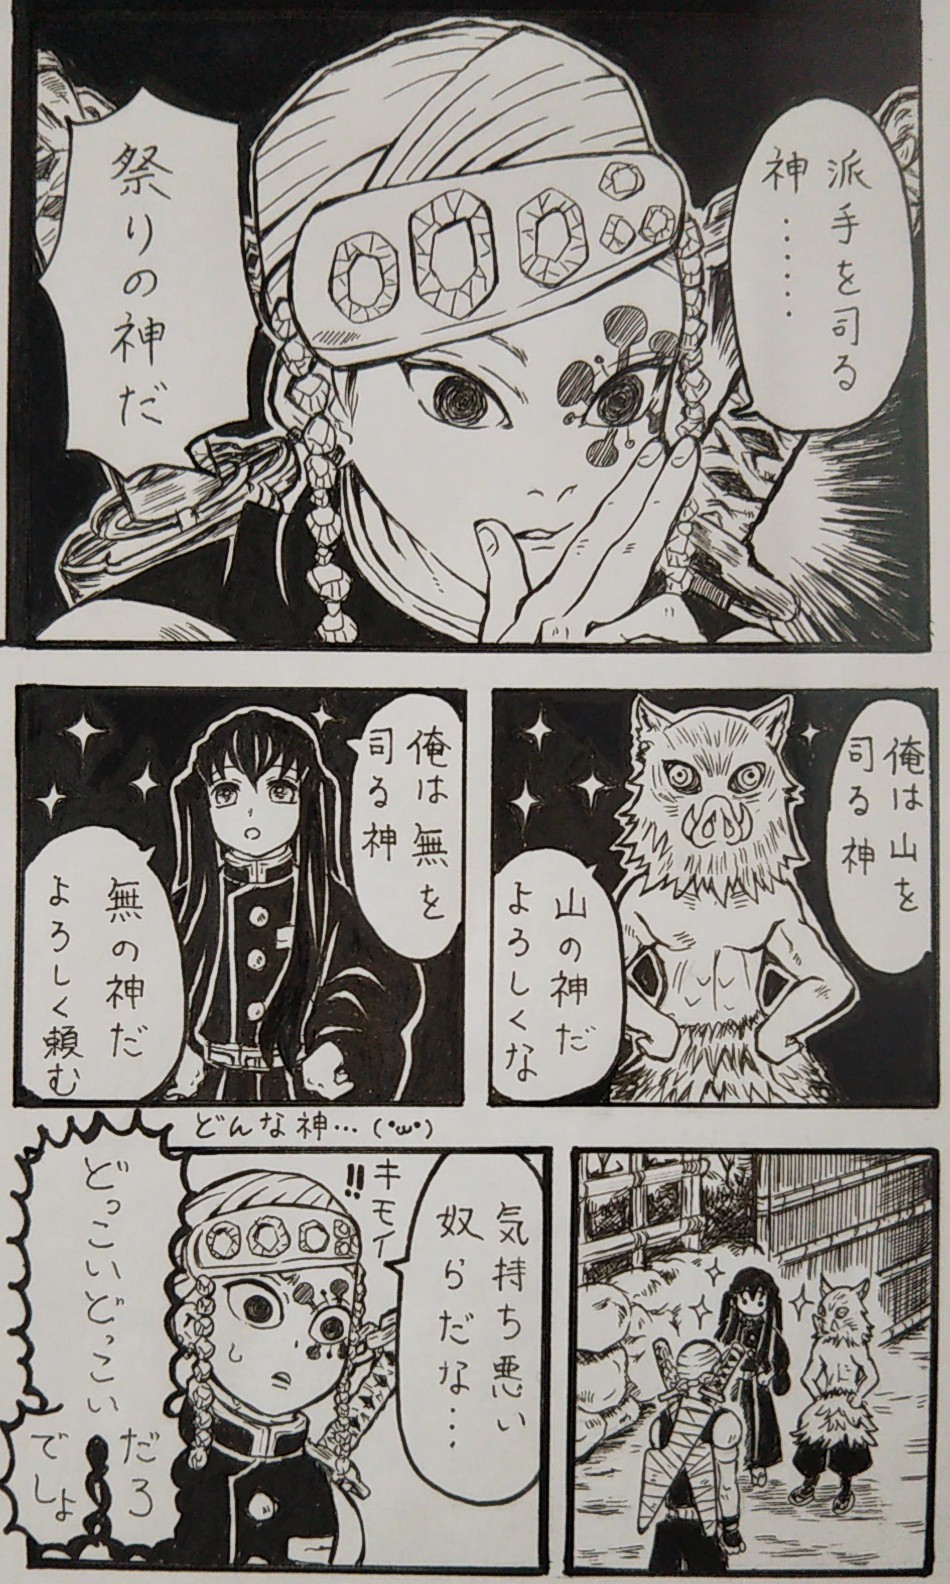 派手を司る
神……
祭りの神だ
俺は山を
司る神
山の神だ
よろしくな
俺は無を
司る神
無の神だ
よろしく頼む
どんな神…(•ω•)
気持ち悪い
奴らだな…
キモイ
!!
どっこいどっこい
だろ
でしょ